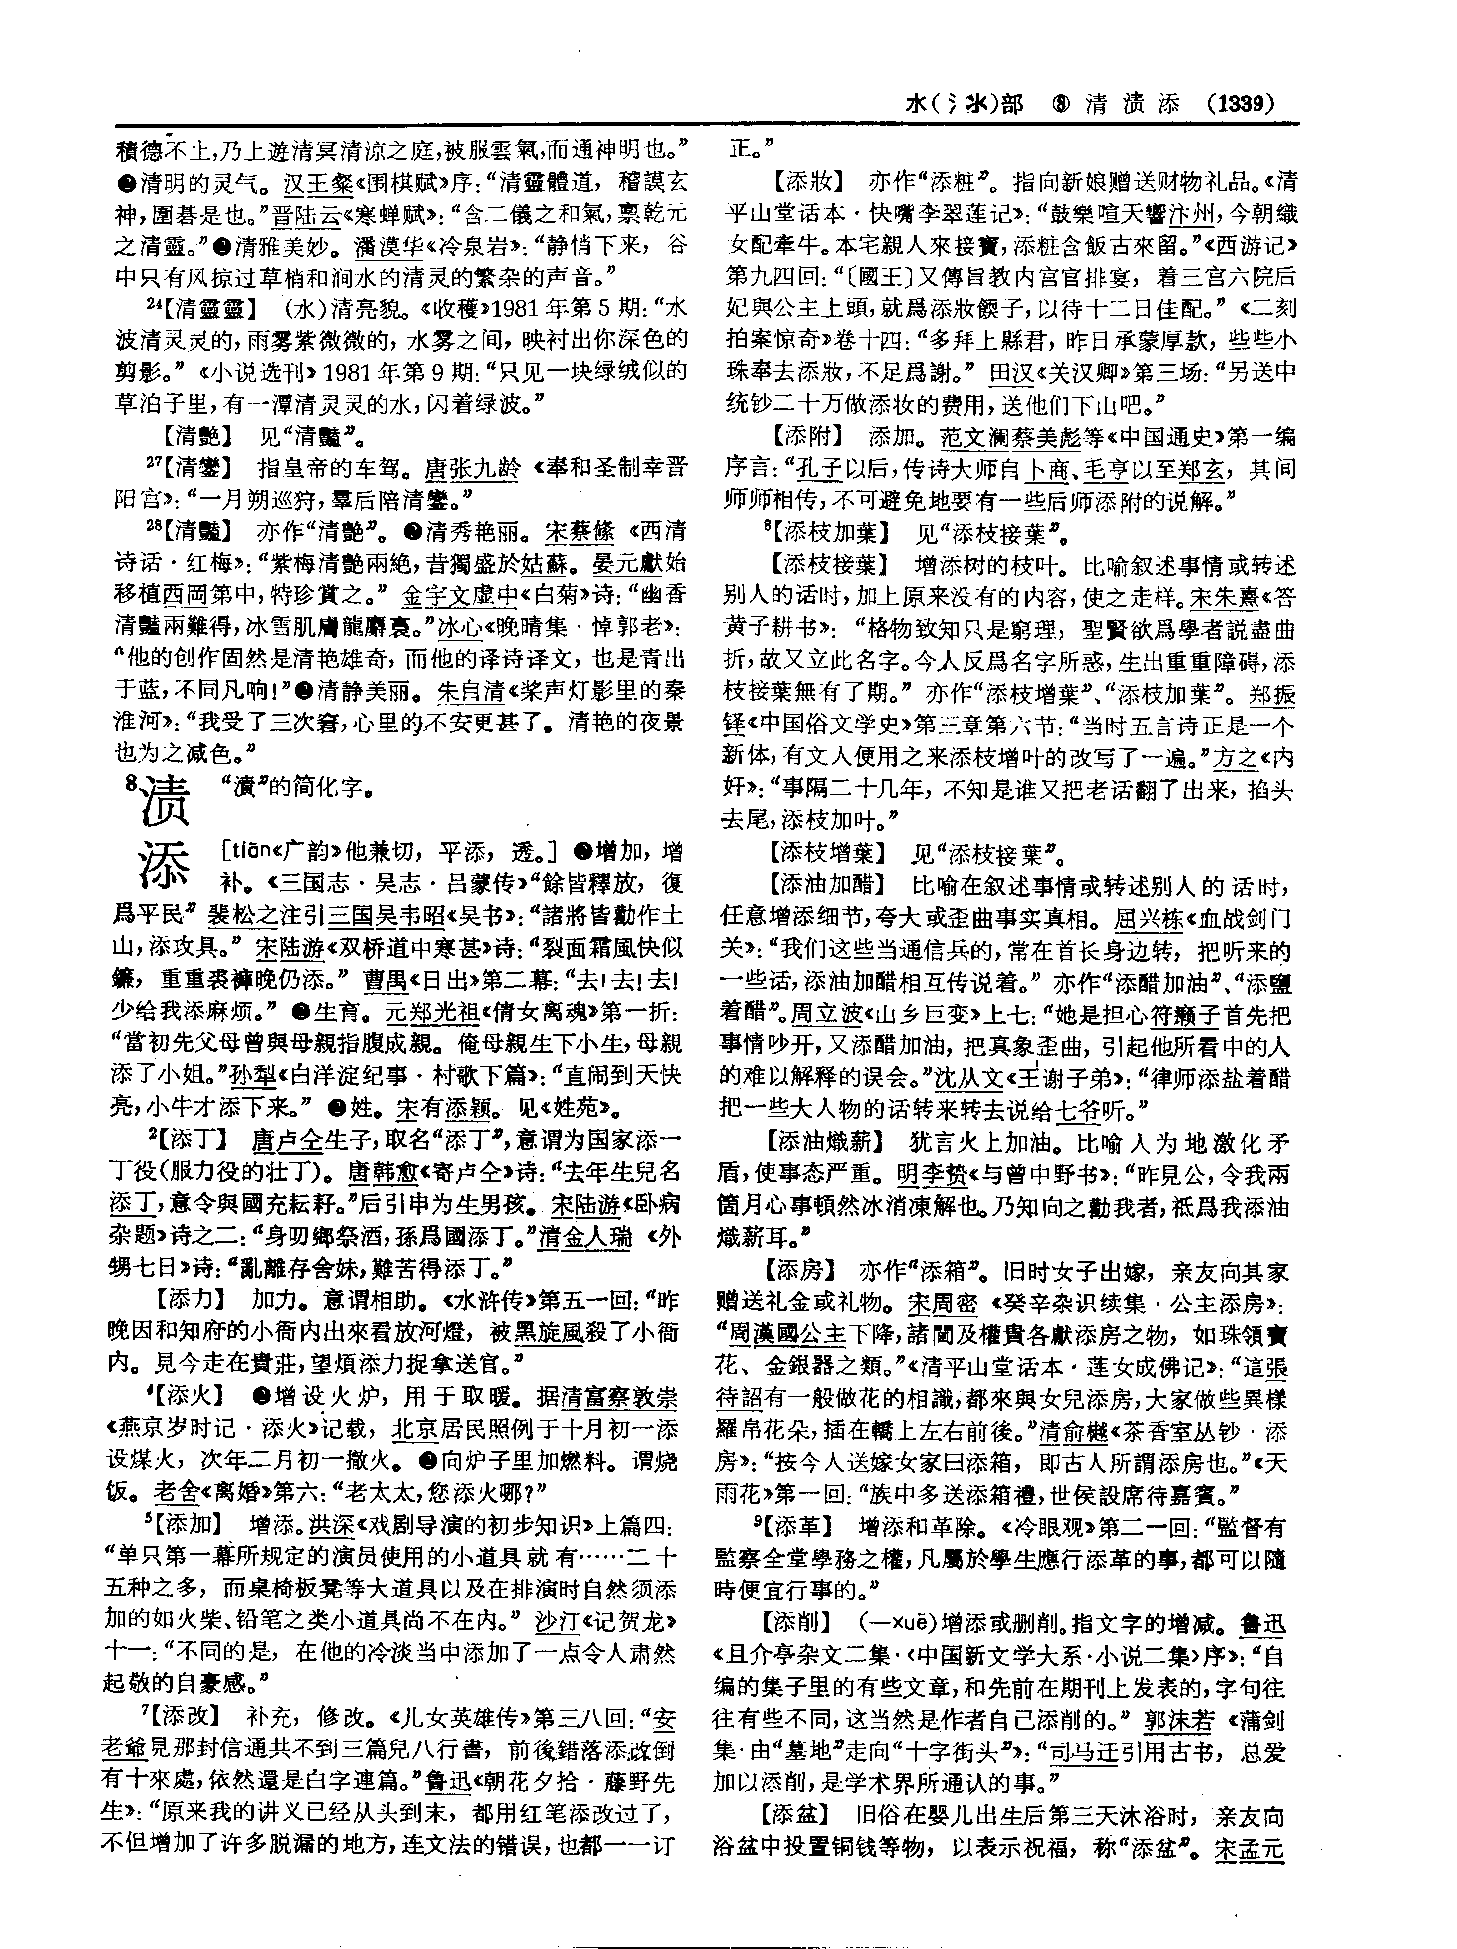 水(氵氺)部 ⑧ 清 渍 添 (1339)
積德不上,乃上遊清冥清涼之庭,被服雲氣,而通神明也。”
❷清明的灵气。汉王粲《围棋赋》序:“清靈體道,稽謨玄
神,圍碁是也。”晋陆云《寒蝉赋》:“含二儀之和氣,禀乾元
之清靈。”❸清雅美妙。潘漠华《冷泉岩》:“静悄下来,谷
中只有风掠过草梢和涧水的清灵的繁杂的声音。”
24【清靈靈】 (水)清亮貌。《收穫》1981年第5期:“水
波清灵灵的,雨雾紫微微的,水雾之间,映衬出你深色的
剪影。”《小说选刊》1981年第9期:“只见一块绿绒似的
草泊子里,有一潭清灵灵的水,闪着绿波。”
【清艶】 见“清豔”。
27【清鑾】 指皇帝的车驾。唐张九龄《奉和圣制幸晋
阳宫》:“一月朔巡狩,羣后陪清鑾。”
28【清豔】 亦作“清艶”。❶清秀艳丽。宋蔡絛《西清
诗话·红梅》:“紫梅清艶兩絶,昔獨盛於姑蘇。晏元獻始
移植西岡第中,特珍賞之。”金宇文虚中《白菊》诗:“幽香
清豔兩難得,冰雪肌膚龍麝裛。”冰心《晚晴集·悼郭老》:
“他的创作固然是清艳雄奇,而他的译诗译文,也是青出
于蓝,不同凡响!”❷清静美丽。朱自清《桨声灯影里的秦
淮河》:“我受了三次窘,心里的不安更甚了。清艳的夜景
也为之减色。”
8渍 “漬”的简化字。
添 [tiān《广韵》他兼切,平添,透。] ❶增加,增
补。《三国志·吴志·吕蒙传》“餘皆釋放,復
爲平民”裴松之注引三国吴韦昭《吴书》:“諸將皆勸作土
山,添攻具。”宋陆游《双桥道中寒甚》诗:“裂面霜風快似
鐮,重重裘褲晚仍添。”曹禺《日出》第二幕:“去!去!去!
少给我添麻烦。”❷生育。元郑光祖《倩女离魂》第一折:
“當初先父母曾與母親指腹成親。俺母親生下小生,母親
添了小姐。”孙犁《白洋淀纪事·村歌下篇》:“直闹到天快
亮,小牛才添下来。”❸姓。宋有添颖。见《姓苑》。
2【添丁】 唐卢仝生子,取名“添丁”,意谓为国家添一
丁役(服力役的壮丁)。唐韩愈《寄卢仝》诗:“去年生兒名
添丁,意令與國充耘耔。”后引申为生男孩。宋陆游《卧病
杂题》诗之二:“身叨鄉祭酒,孫爲國添丁。”清金人瑞《外
甥七日》诗:“亂離存舍妹,難苦得添丁。”
【添力】 加力。意谓相助。《水浒传》第五一回:“昨
晚因和知府的小衙内出來看放河燈,被黑旋風殺了小衙
内。見今走在貴莊,望煩添力捉拿送官。”
4【添火】 ❶增设火炉,用于取暖。据清富察敦崇
《燕京岁时记·添火》记载,北京居民照例于十月初一添
设煤火,次年二月初一撤火。❷向炉子里加燃料。谓烧
饭。老舍《离婚》第六:“老太太,您添火哪?”
5【添加】 增添。洪深《戏剧导演的初步知识》上篇四:
“单只第一幕所规定的演员使用的小道具就有……二十
五种之多,而桌椅板凳等大道具以及在排演时自然须添
加的如火柴、铅笔之类小道具尚不在内。”沙汀《记贺龙》
十一:“不同的是,在他的冷淡当中添加了一点令人肃然
起敬的自豪感。”
7【添改】 补充,修改。《儿女英雄传》第三八回:“安
老爺見那封信通共不到三篇兒八行書,前後錯落添改倒
有十來處,依然還是白字連篇。”鲁迅《朝花夕拾·藤野先
生》:“原来我的讲义已经从头到末,都用红笔添改过了,
不但增加了许多脱漏的地方,连文法的错误,也都一一订
正。”
【添妝】 亦作“添粧”。指向新娘赠送财物礼品。《清
平山堂话本·快嘴李翠莲记》:“鼓樂喧天響汴州,今朝織
女配牽牛。本宅親人來接寶,添粧含飯古來留。”《西游记》
第九四回:“〔國王〕又傳旨教内宫官排宴,着三宫六院后
妃與公主上頭,就爲添妝餪子,以待十二日佳配。”《二刻
拍案惊奇》卷十四:“多拜上縣君,昨日承蒙厚款,些些小
珠奉去添妝,不足爲謝。”田汉《关汉卿》第三场:“另送中
统钞二十万做添妆的费用,送他们下山吧。”
【添附】 添加。范文澜蔡美彪等《中国通史》第一编
序言:“孔子以后,传诗大师自卜商、毛亨以至郑玄,其间
师师相传,不可避免地要有一些后师添附的说解。”
8【添枝加葉】 见“添枝接葉”。
【添枝接葉】 增添树的枝叶。比喻叙述事情或转述
别人的话时,加上原来没有的内容,使之走样。宋朱熹《答
黄子耕书》:“格物致知只是窮理,聖賢欲爲學者説盡曲
折,故又立此名字。今人反爲名字所惑,生出重重障碍,添
枝接葉無有了期。”亦作“添枝增葉”、“添枝加葉”。郑振
铎《中国俗文学史》第三章第六节:“当时五言诗正是一个
新体,有文人便用之来添枝增叶的改写了一遍。”方之《内
奸》:“事隔二十几年,不知是谁又把老话翻了出来,掐头
去尾,添枝加叶。”
【添枝增葉】 见“添枝接葉”。
【添油加醋】 比喻在叙述事情或转述别人的话时,
任意增添细节,夸大或歪曲事实真相。屈兴栋《血战剑门
关》:“我们这些当通信兵的,常在首长身边转,把听来的
一些话,添油加醋相互传说着。”亦作“添醋加油”、“添鹽
着醋”。周立波《山乡巨变》上七:“她是担心符癞子首先把
事情吵开,又添醋加油,把真象歪曲,引起他所看中的人
的难以解释的误会。”沈从文《王谢子弟》:“律师添盐着醋
把一些大人物的话转来转去说给七爷听。”
【添油熾薪】 犹言火上加油。比喻人为地激化矛
盾,使事态严重。明李贽《与曾中野书》:“昨見公,令我兩
箇月心事頓然冰消凍解也。乃知向之勸我者,祗爲我添油
熾薪耳。”
【添房】 亦作“添箱”。旧时女子出嫁,亲友向其家
赠送礼金或礼物。宋周密《癸辛杂识续集·公主添房》:
“周漢國公主下降,諸閫及權貴各獻添房之物,如珠領寶
花、金銀器之類。”《清平山堂话本·莲女成佛记》:“這張
待詔有一般做花的相識,都來與女兒添房,大家做些異樣
羅帛花朵,插在轎上左右前後。”清俞樾《茶香室丛钞·添
房》:“按今人送嫁女家曰添箱,即古人所謂添房也。”《天
雨花》第一回:“族中多送添箱禮,世侯設席待嘉賓。”
9【添革】 增添和革除。《冷眼观》第二一回:“監督有
監察全堂學務之權,凡屬於學生應行添革的事,都可以隨
時便宜行事的。”
【添削】 (—xuē)增添或删削。指文字的增减。鲁迅
《且介亭杂文二集·〈中国新文学大系·小说二集〉序》:“自
编的集子里的有些文章,和先前在期刊上发表的,字句往
往有些不同,这当然是作者自己添削的。”郭沫若《蒲剑
集·由“墓地”走向“十字街头”》:“司马迁引用古书,总爱
加以添削,是学术界所通认的事。”
【添盆】 旧俗在婴儿出生后第三天沐浴时,亲友向
浴盆中投置铜钱等物,以表示祝福,称“添盆”。宋孟元